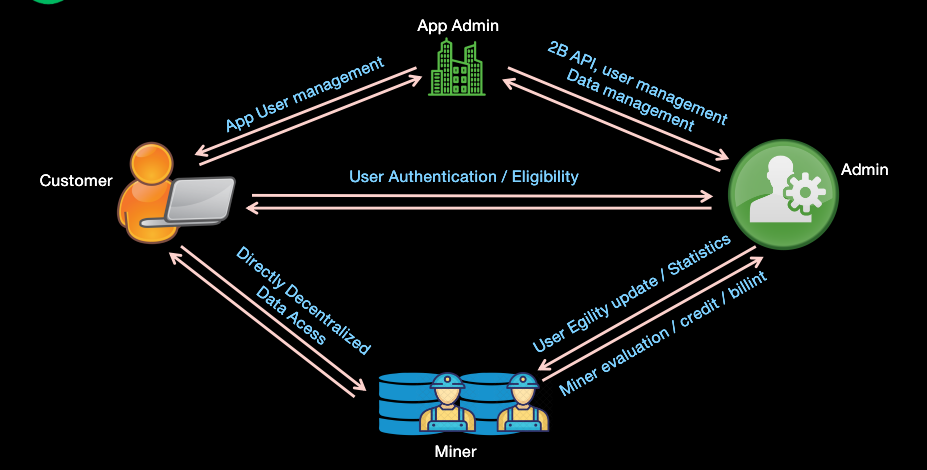 App Admin
App User management
2B API, user management
Data management
Customer
User Authentication / Eligibility
Admin
Directly Decentralized
Data Acess
User Egility update / Statistics
Miner evaluation / credit / billint
Miner